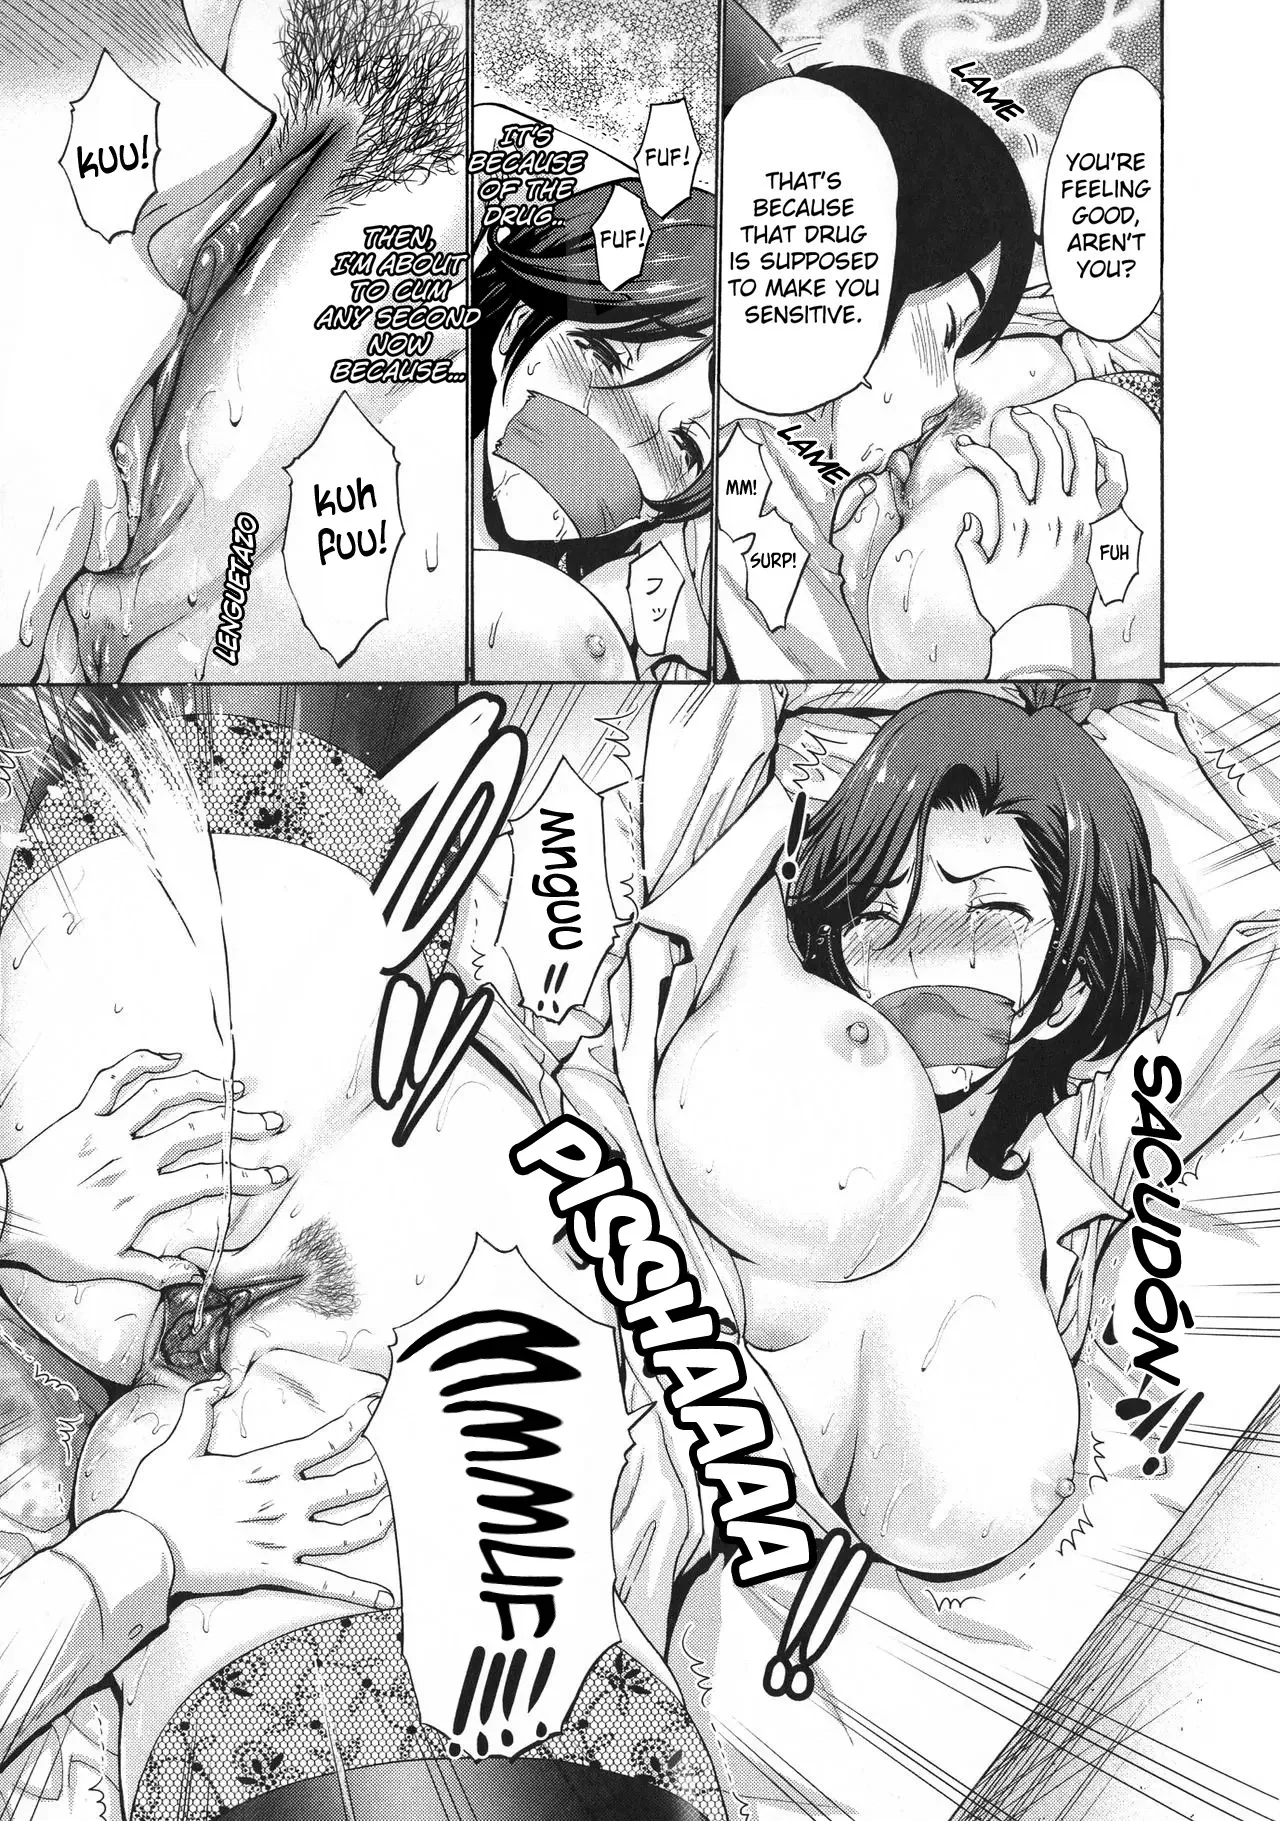 YOU'RE
FEELING
GOOD,
AREN'T
YOU?
LAME
THAT'S
BECAUSE
THAT DRUG
IS SUPPOSED
TO MAKE YOU
SENSITIVE.
LAME
MM!
SURP!
FUH
FUF!
FUF!
IT'S
BECAUSE
OF THE
DRUG..
フッ
THEN,
I'M ABOUT
TO CUM
ANY SECOND
NOW
BECAUSE...
KUU!
KUH
FUU!
LENGUETAZO
!!
SACUDÓN!!
MNGUU!!
PISSHAAAA!!
MMMMUF!!!!